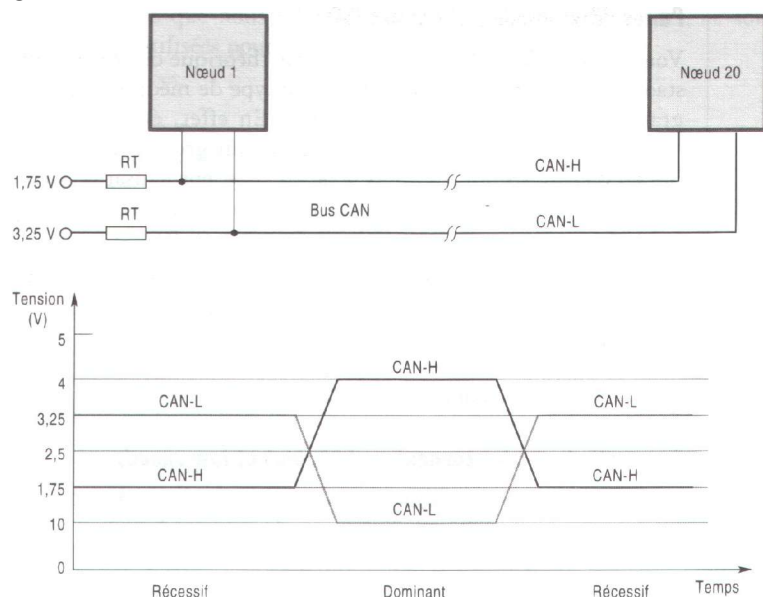 Nœud 1
Nœud 20
RT
CAN-H
1,75 V
RT
Bus CAN
CAN-L
3,25 V
Tension
(V)
5
CAN-H
4
CAN-L
CAN-L
3,25
2,5
CAN-H
CAN-H
1,75
CAN-L
10
0
Récessif
Dominant
Récessif
Temps